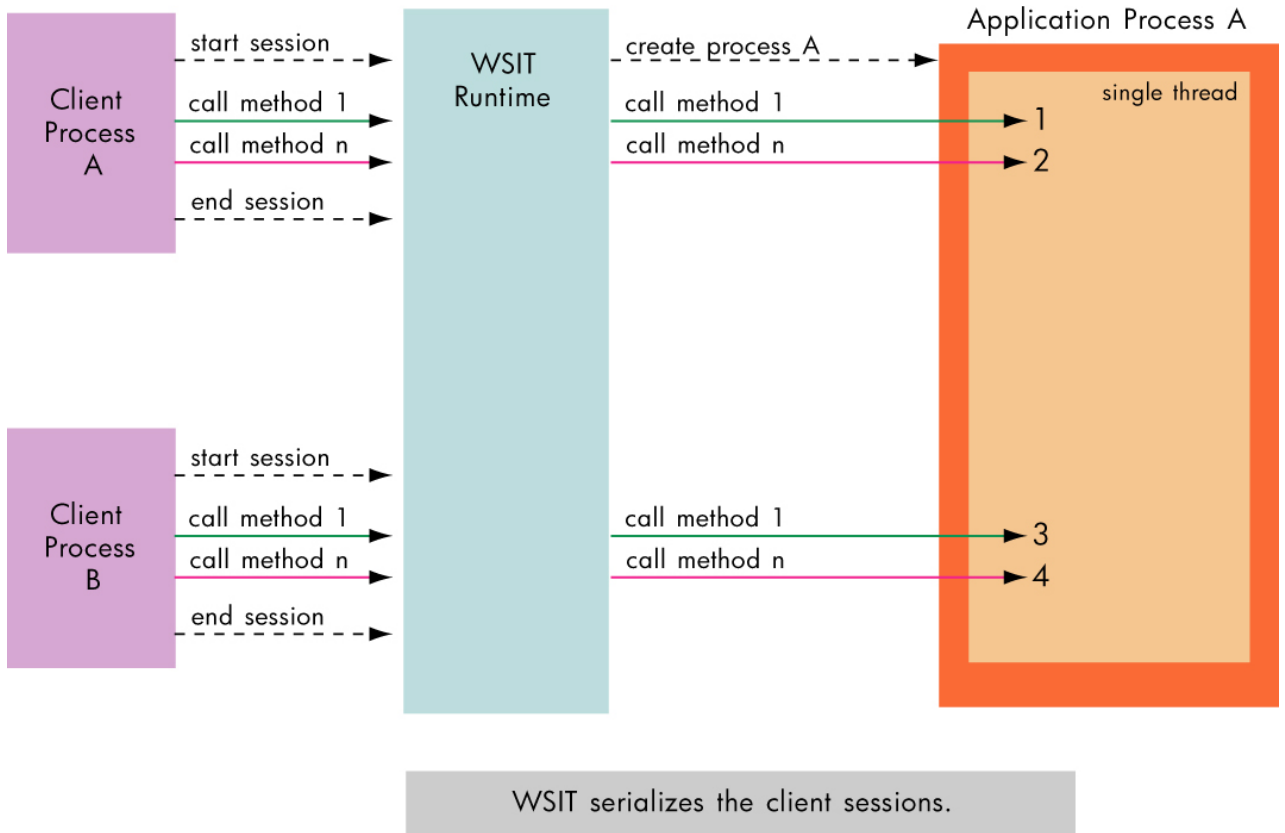 Application Process A
start session
create process A
WSIT
Runtime
single thread
Client
Process
A
call method 1
call method 1
1
call method n
call method n
2
end session
start session
Client
Process
B
call method 1
call method 1
3
call method n
call method n
4
end session
WSIT serializes the client sessions.